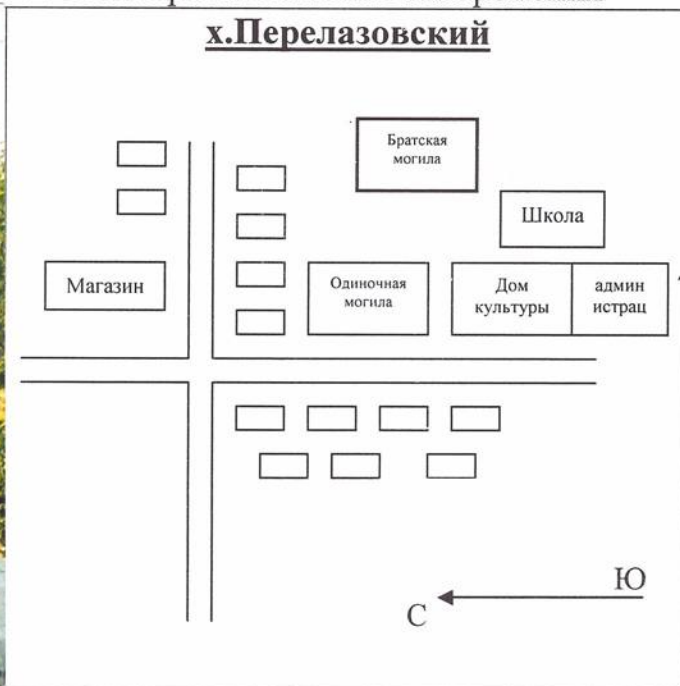 х.Перелазовский
Братская
могила
Школа
Магазин
Одиночная
могила
Дом
культуры
админ
истрац
Ю
С